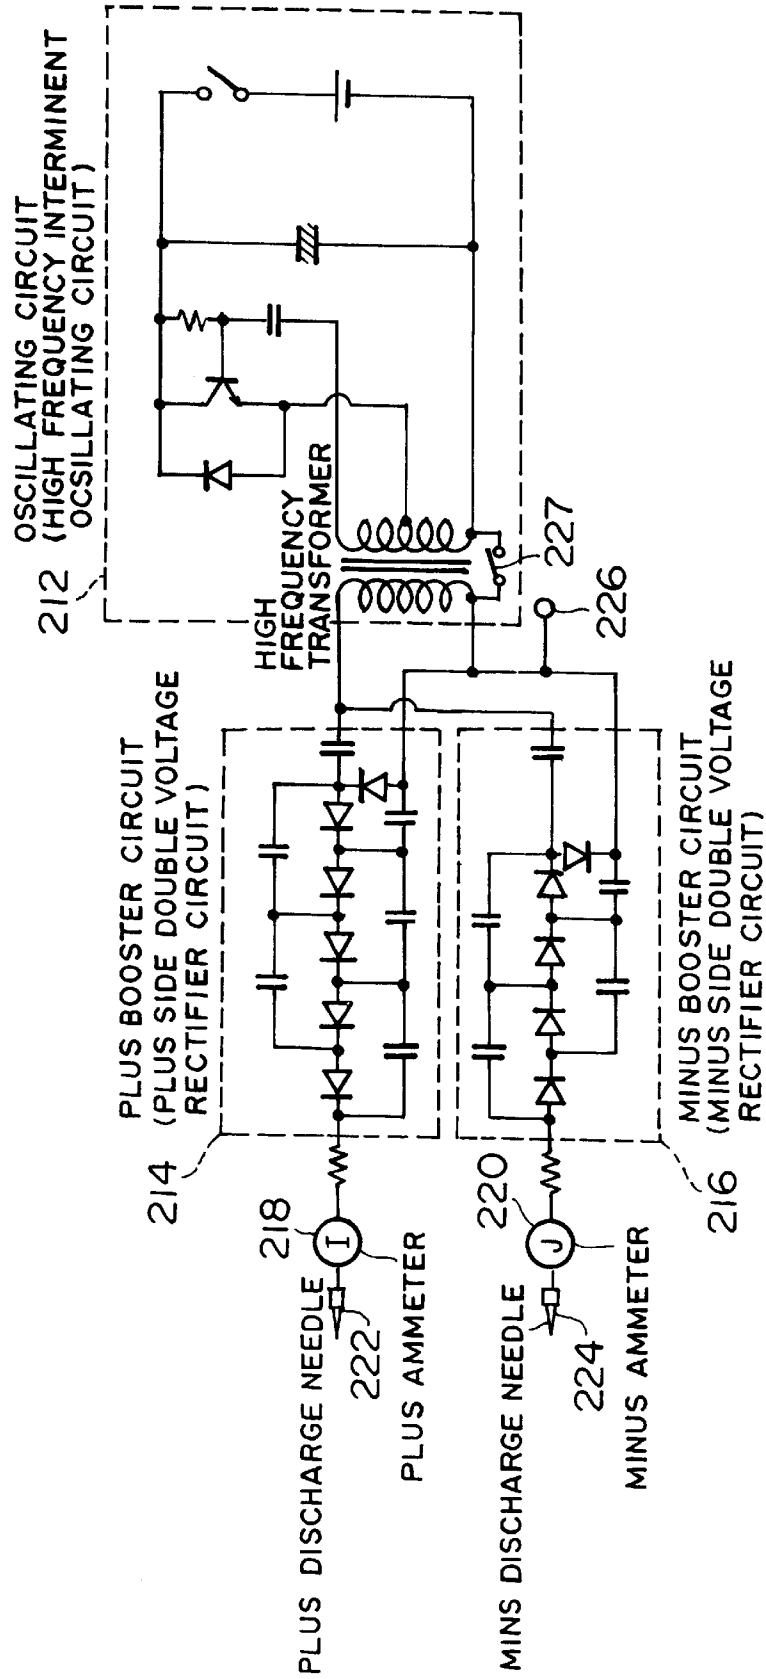 OSCILLATING CIRCUIT
(HIGH FREQUENCY INTERMINENT
OCSILLATING CIRCUIT)
212
HIGH
FREQUENCY
TRANSFORMER
227
226
PLUS BOOSTER CIRCUIT
(PLUS SIDE DOUBLE VOLTAGE
RECTIFIER CIRCUIT)
214
MINUS BOOSTER CIRCUIT
(MINUS SIDE DOUBLE VOLTAGE
RECTIFIER CIRCUIT)
216
218
I
PLUS DISCHARGE NEEDLE
222
PLUS AMMETER
220
J
MINS DISCHARGE NEEDLE
224
MINUS AMMETER